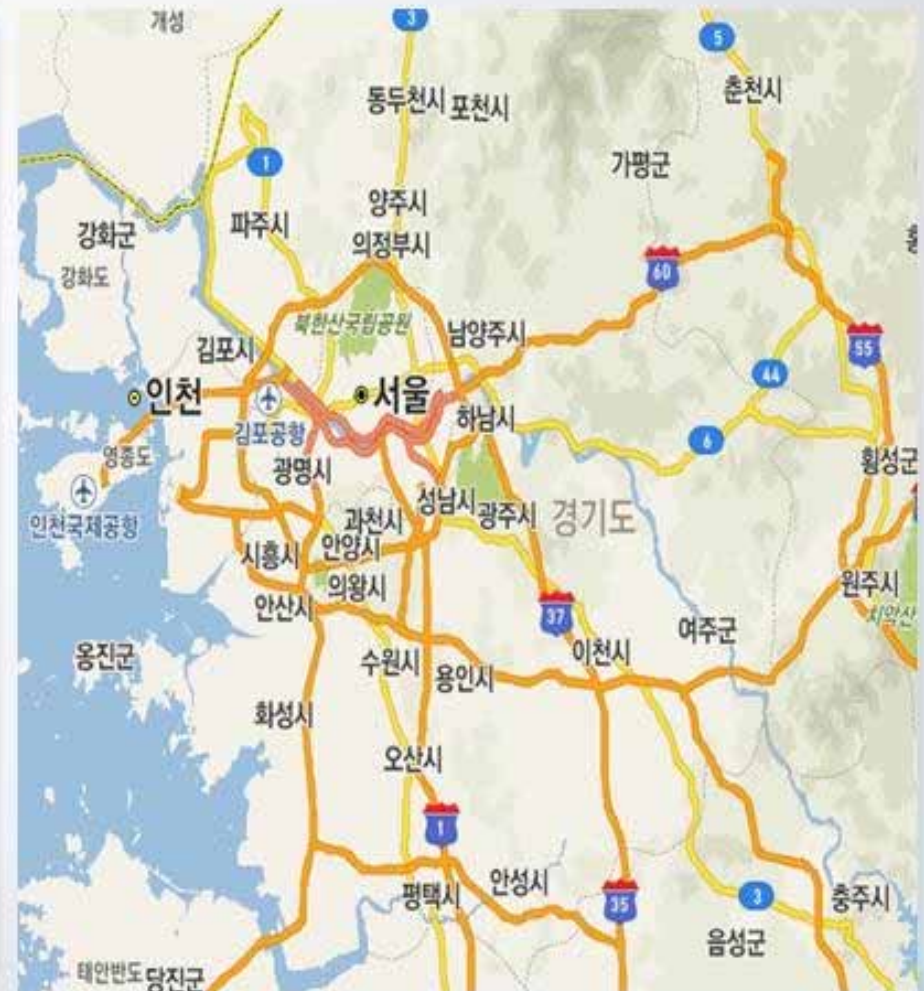 개성
3
5
동두천시
포천시
춘천시
1
가평군
양주시
파주시
강화군
의정부시
강화도
60
북한산국립공원
남양주시
김포시
55
44
인천
서울
김포공항
하남시
6
영종도
광명시
횡성군
인천국제공항
성남시
광주시
경기도
과천시
시흥시
안양시
의왕시
원주시
안산시
37
치악산
여주군
옹진군
수원시
이천시
용인시
화성시
오산시
1
안성시
평택시
35
3
충주시
음성군
태안반도
당진군